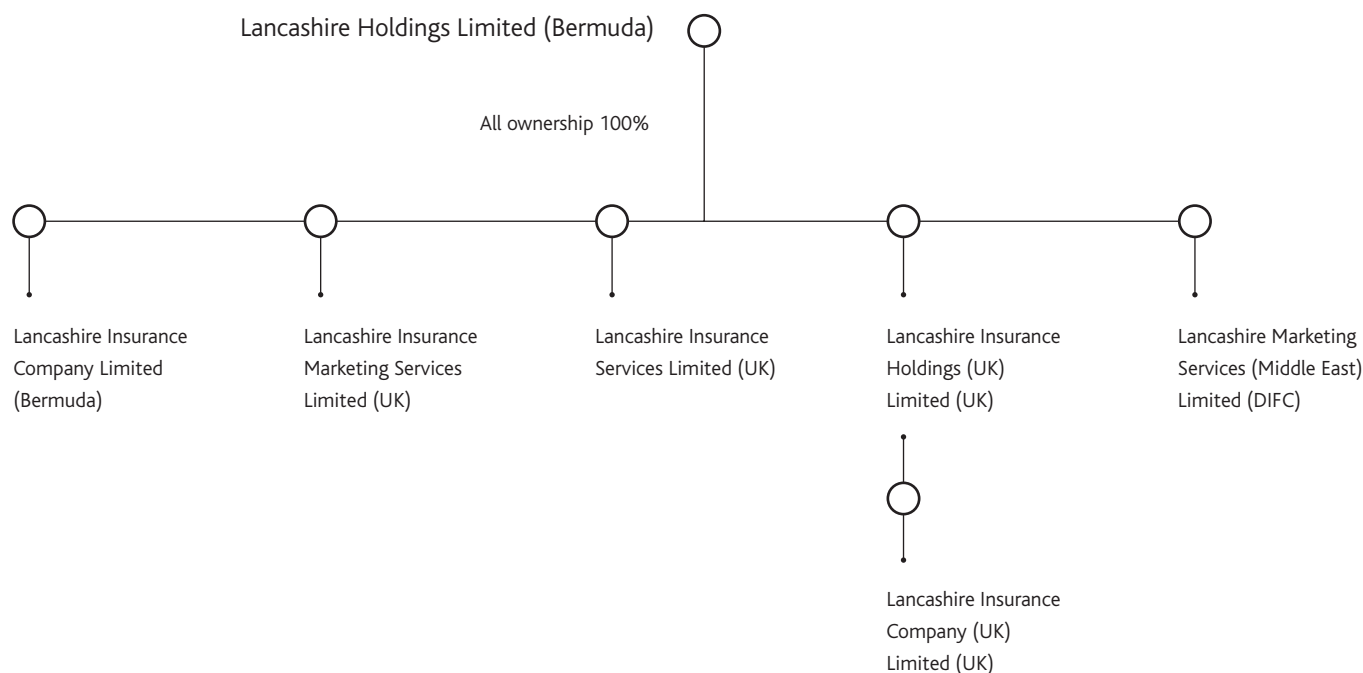 Lancashire Holdings Limited (Bermuda)
All ownership 100%
Lancashire Insurance
Company Limited
(Bermuda)
Lancashire Insurance
Marketing Services
Limited (UK)
Lancashire Insurance
Services Limited (UK)
Lancashire Insurance
Holdings (UK)
Limited (UK)
Lancashire Marketing
Services (Middle East)
Limited (DIFC)
Lancashire Insurance
Company (UK)
Limited (UK)